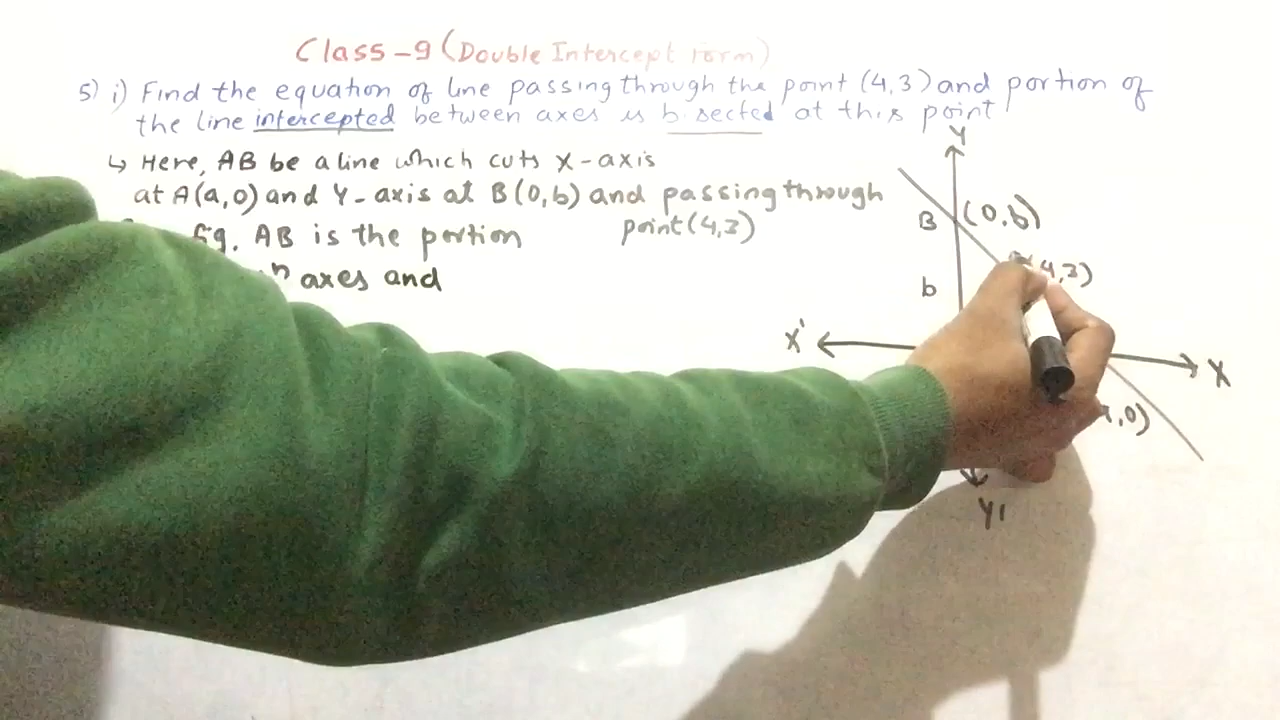 Class-9 (Double Intercept Form)
5) i) Find the equation of line passing through the point (4,3) and portion of
the line intercepted between axes is bisected at this point
↳ Here, AB be a line which cuts X-axis
at A(a,0) and Y-axis at B(0,b) and passing through
point (4,3)
fig. AB is the portion
axes and
Y
B (0,b)
(4,3)
b
X' X
,0)
Y1